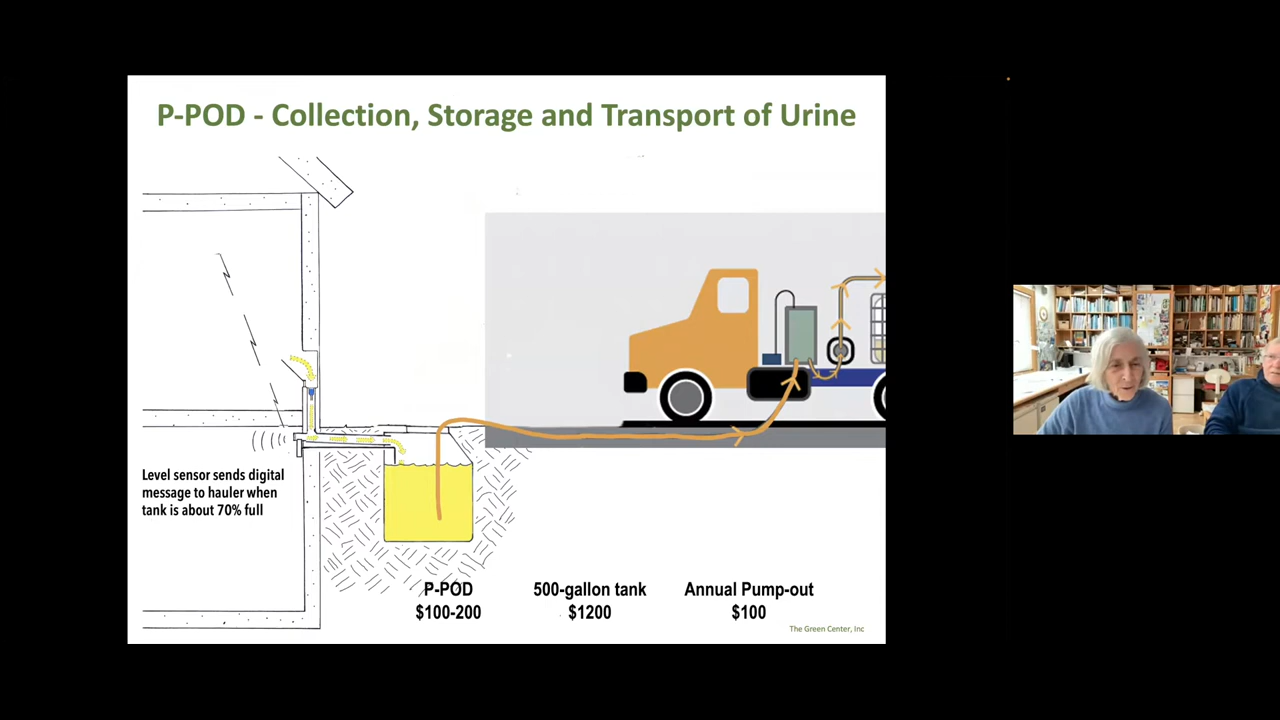 P-POD - Collection, Storage and Transport of Urine
Level sensor sends digital
message to hauler when
tank is about 70% full
P-POD
$100-200
500-gallon tank
$1200
Annual Pump-out
$100
The Green Center, Inc